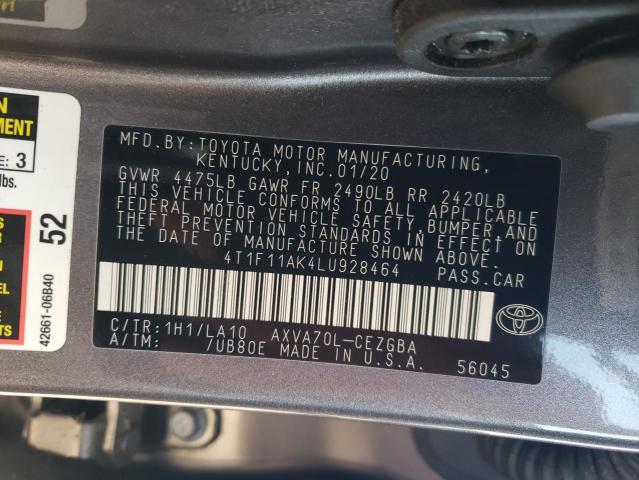 MFD.BY:TOYOTA MOTOR MANUFACTURING,
KENTUCKY,INC.01/20
GVWR 4475LB GAWR FR 2490LB RR 2420LB
THIS VEHICLE CONFORMS TO ALL APPLICABLE
FEDERAL MOTOR VEHICLE SAFETY,BUMPER,AND
THEFT PREVENTION STANDARDS IN EFFECT ON
THE DATE OF MANUFACTURE SHOWN ABOVE.
4T1F11AK4LU928464 PASS.CAR
C/TR:1H1/LA10 AXVA70L-CEZGBA
A/TM: 7UB80E MADE IN U.S.A. 56045
52
42661-06B40
E: 3
lbs.